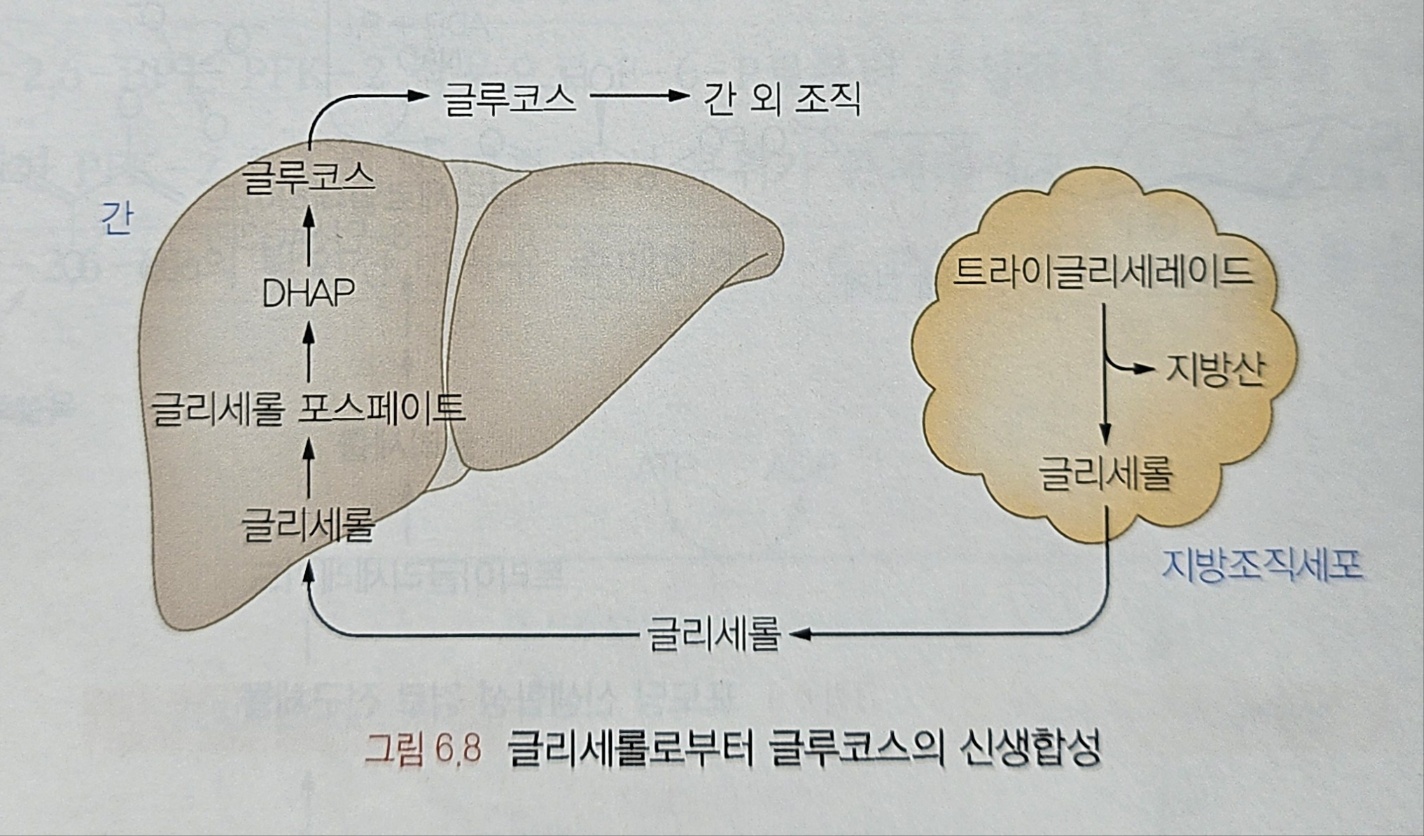 글루코스 간 외 조직
간
글루코스
DHAP
글리세롤 포스페이트
글리세롤
트라이글리세레이드
지방산
글리세롤
지방조직세포
글리세롤
그림 6.8 글리세롤로부터 글루코스의 신생합성